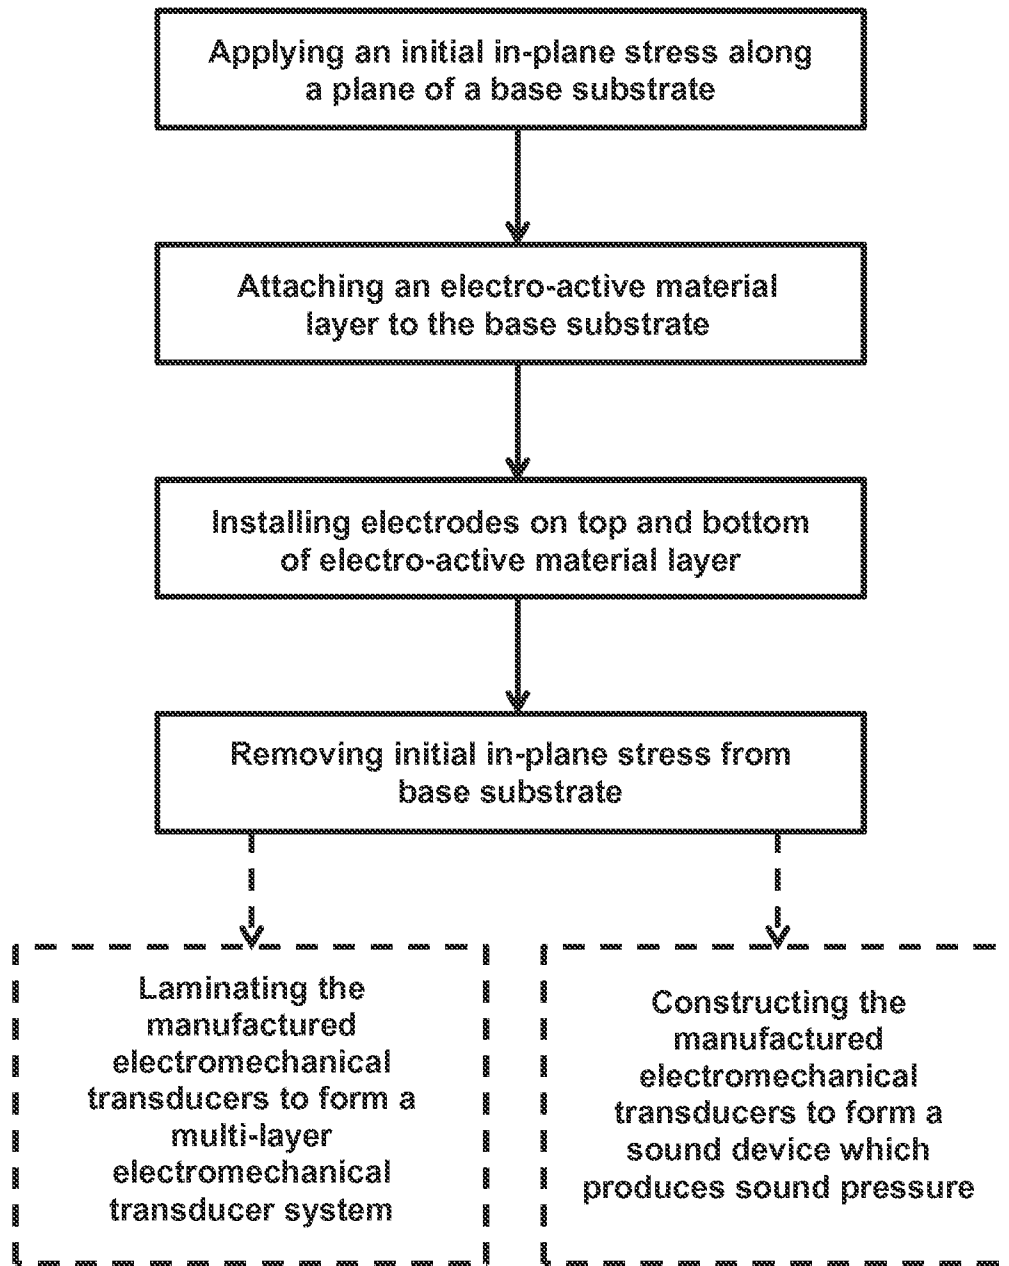 Applying an initial in-plane stress along
a plane of a base substrate
Attaching an electro-active material
layer to the base substrate
Installing electrodes on top and bottom
of electro-active material layer
Removing initial in-plane stress from
base substrate
Laminating the
manufactured
electromechanical
transducers to form a
multi-layer
electromechanical
transducer system
Constructing the
manufactured
electromechanical
transducers to form a
sound device which
produces sound pressure